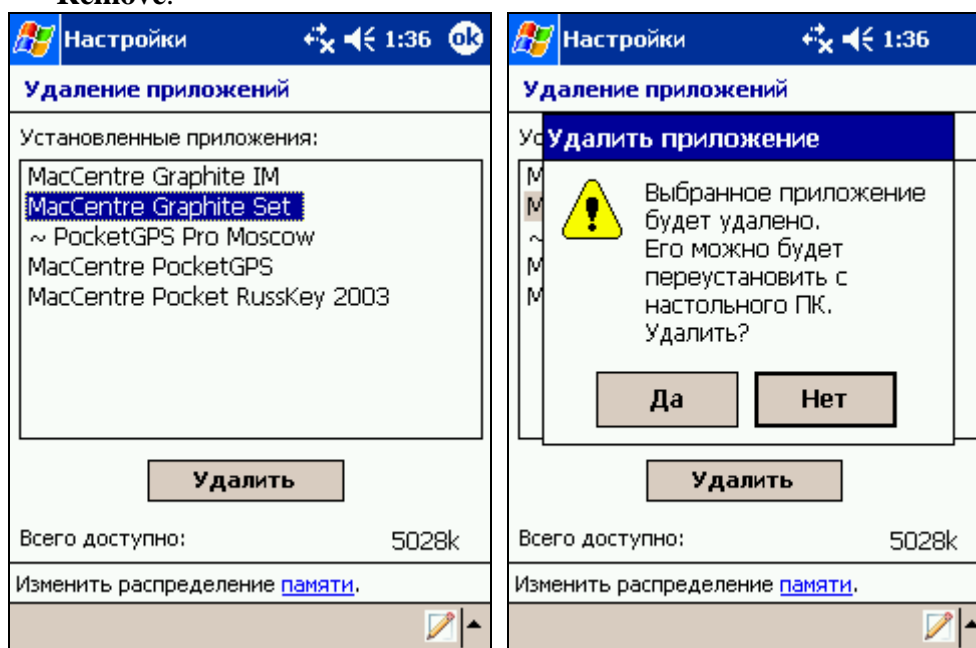 Remove.
Настройки 1:36 ok
Удаление приложений
Установленные приложения:
MacCentre Graphite IM
MacCentre Graphite Set
~ PocketGPS Pro Moscow
MacCentre PocketGPS
MacCentre Pocket RussKey 2003
Удалить
Всего доступно: 5028k
Изменить распределение памяти.
Настройки 1:36
Удаление приложений
Удалить приложение
Выбранное приложение
будет удалено.
Его можно будет
переустановить с
настольного ПК.
Удалить?
Да Нет
Удалить
Всего доступно: 5028k
Изменить распределение памяти.